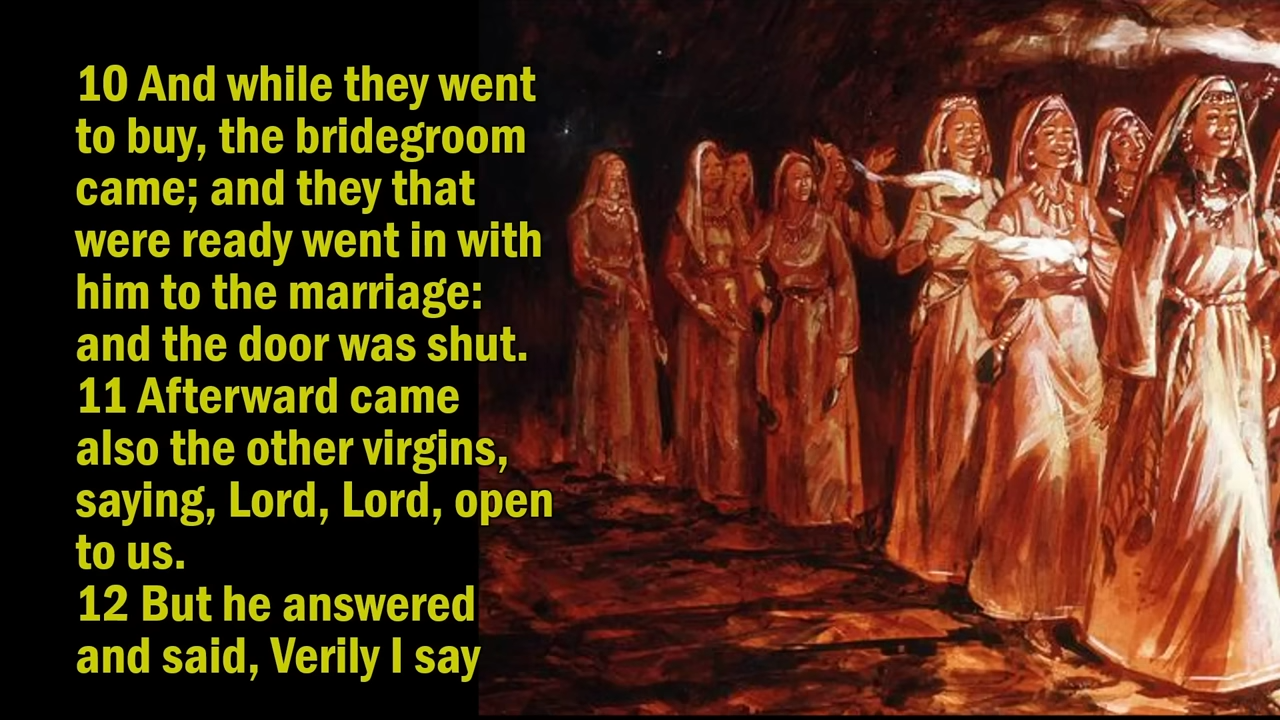 10 And while they went
to buy, the bridegroom
came; and they that
were ready went in with
him to the marriage:
and the door was shut.
11 Afterward came
also the other virgins,
saying, Lord, Lord, open
to us.
12 But he answered
and said, Verily I say